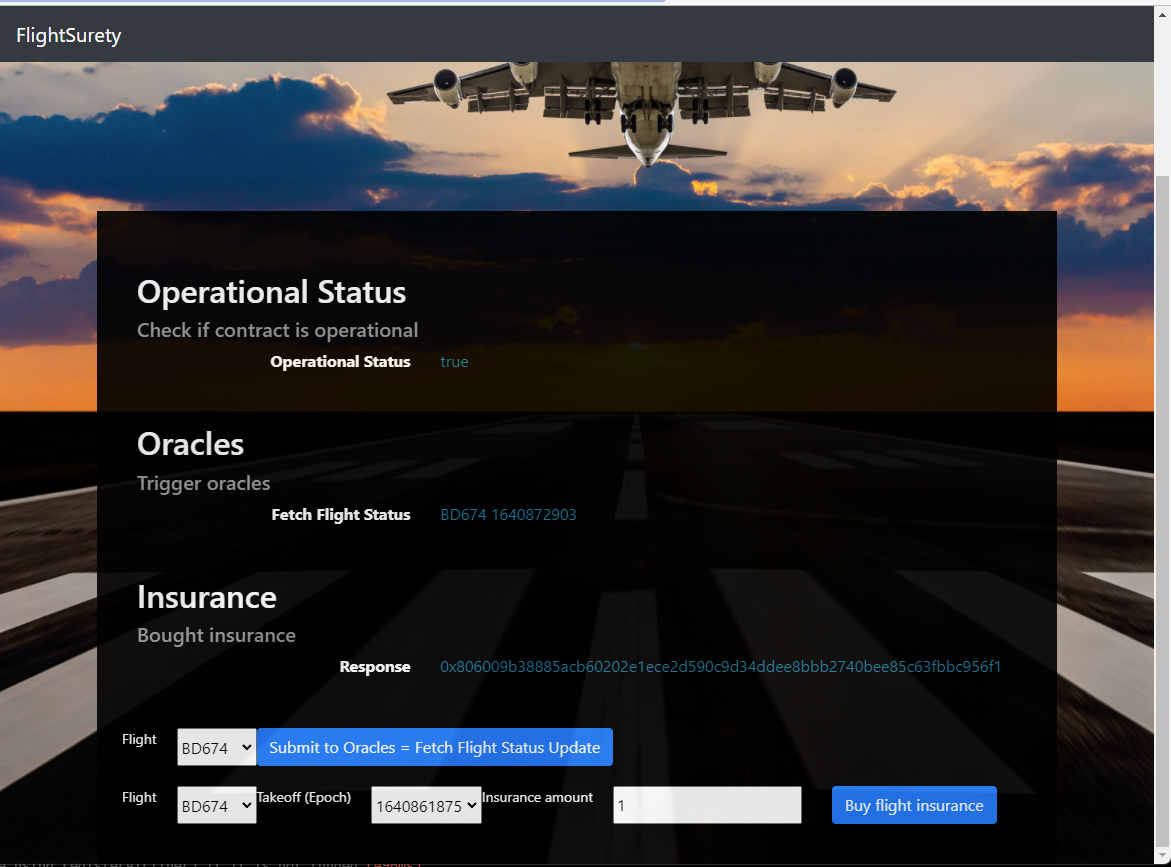 FlightSurety
Operational Status
Check if contract is operational
Operational Status true
Oracles
Trigger oracles
Fetch Flight Status BD674 1640872903
Insurance
Bought insurance
Response 0x806009b38885acb60202e1ece2d590c9d34ddee8bbb2740bee85c63fbbc956f1
Flight BD674 Submit to Oracles = Fetch Flight Status Update
Flight BD674 Takeoff (Epoch) 1640861875 Insurance amount 1 Buy flight insurance